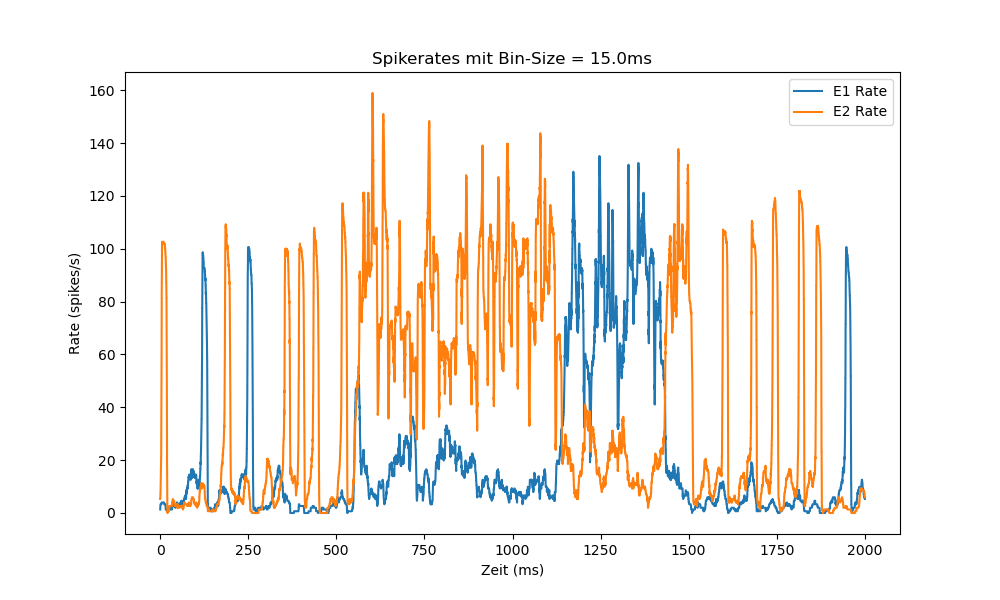 Spikerates mit Bin-Size = 15.0ms
E1 Rate
E2 Rate
Rate (spikes/s)
160
140
120
100
80
60
40
20
0
0 250 500 750 1000 1250 1500 1750 2000
Zeit (ms)